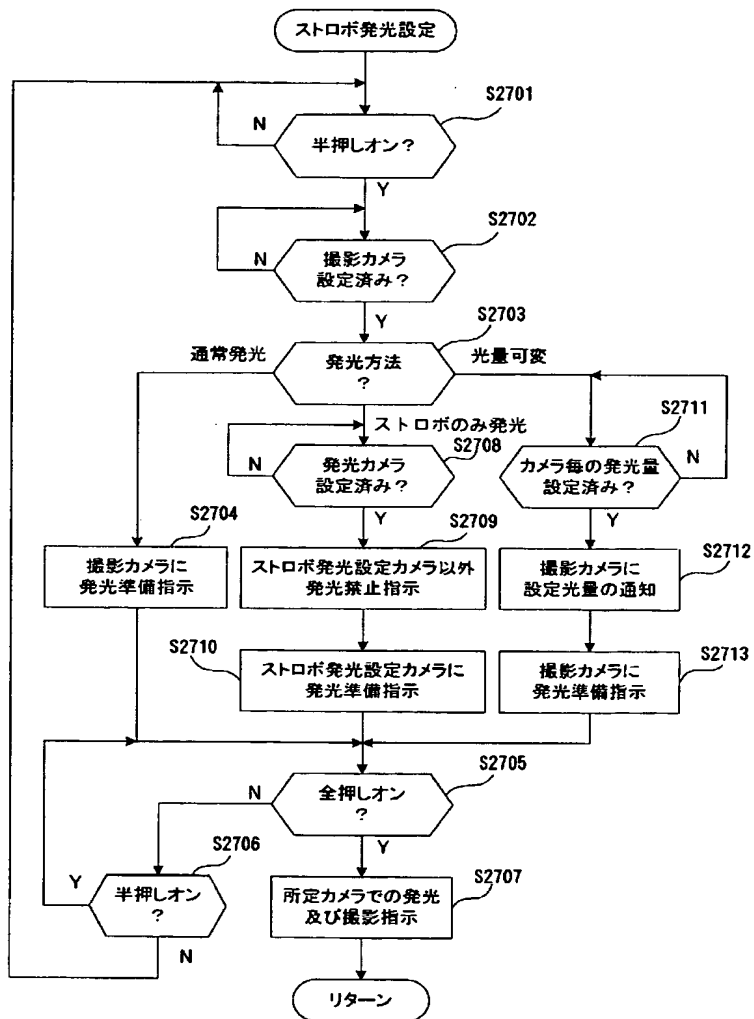 ストロボ発光設定
S2701
N
半押しオン？
Y
S2702
N
撮影カメラ
設定済み？
Y
S2703
通常発光
発光方法
？
光量可変
ストロボのみ発光
S2708
S2711
N
発光カメラ
設定済み？
カメラ毎の発光量
設定済み？
N
Y
Y
S2704
撮影カメラに
発光準備指示
S2709
ストロボ発光設定カメラ以外
発光禁止指示
S2712
撮影カメラに
設定光量の通知
S2710
ストロボ発光設定カメラに
発光準備指示
S2713
撮影カメラに
発光準備指示
S2705
N
全押しオン
？
Y
S2706
Y
半押しオン
？
N
S2707
所定カメラでの発光
及び撮影指示
リターン